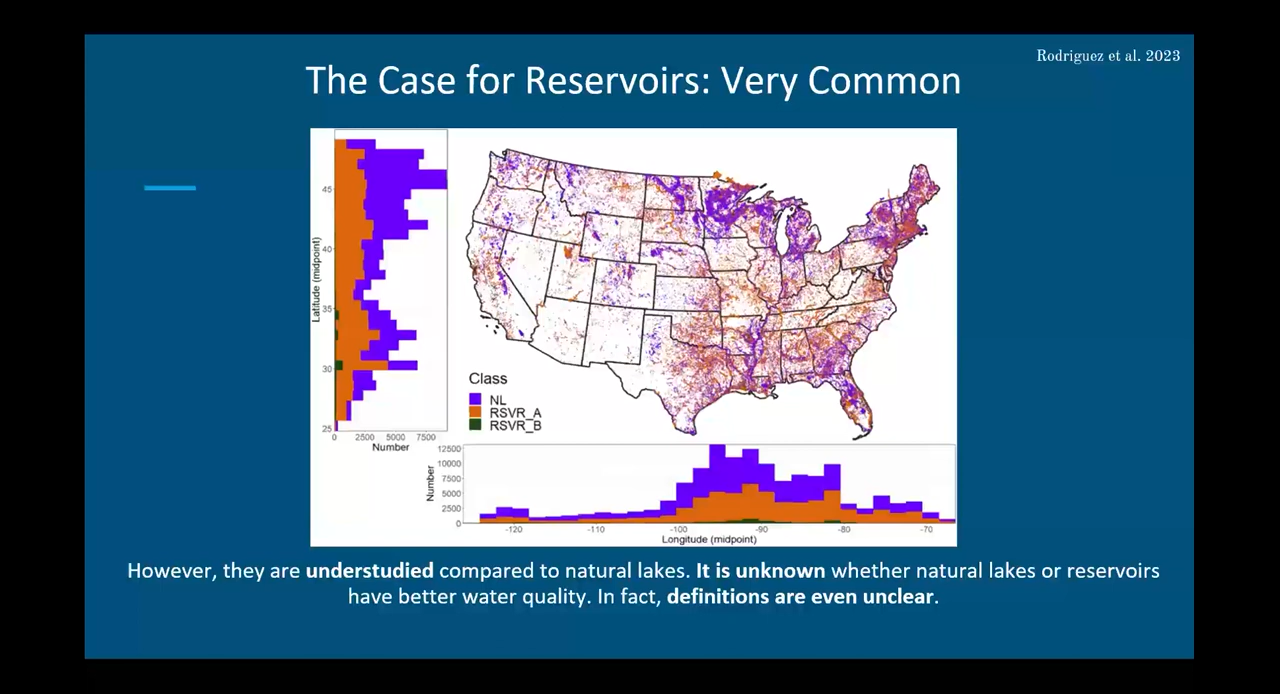 Rodriguez et al. 2023
The Case for Reservoirs: Very Common
45
40
35
30
25
Latitude (midpoint)
0 2500 5000 7500
Number
Class
NL
RSVR_A
RSVR_B
12500
10000
7500
5000
2500
0
Number
-120 -110 -100 -90 -80 -70
Longitude (midpoint)
However, they are understudied compared to natural lakes. It is unknown whether natural lakes or reservoirs
have better water quality. In fact, definitions are even unclear.